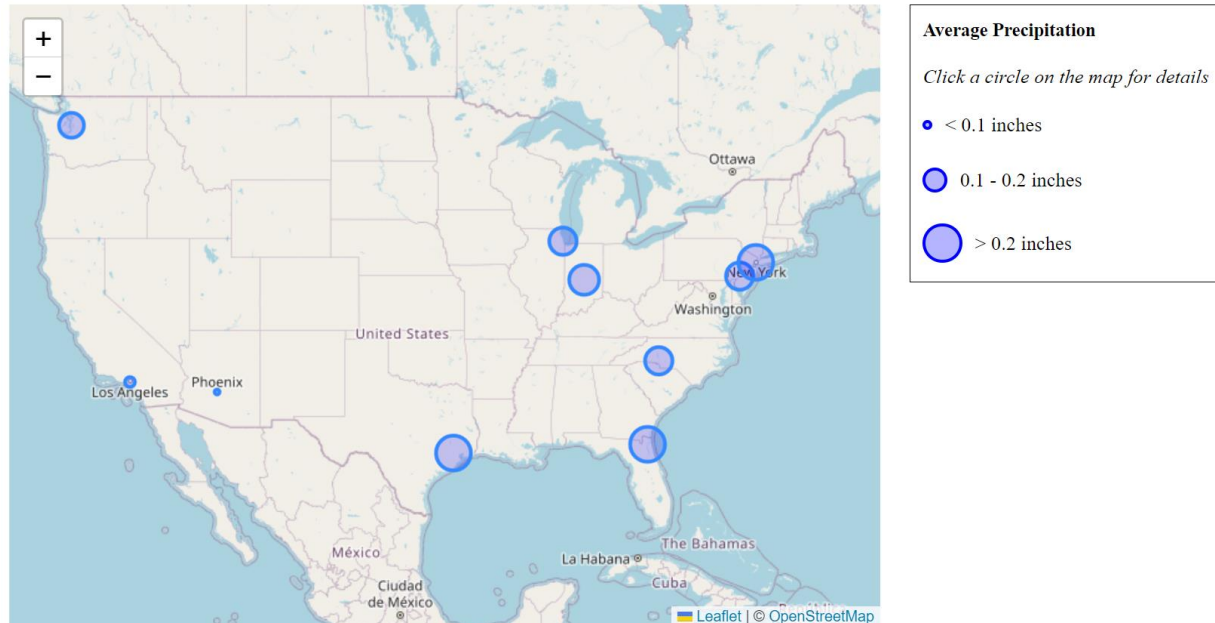 +
−
Ottawa
New York
Washington
United States
Phoenix
Los Angeles
México
Ciudad
de México
La Habana
The Bahamas
Cuba
Leaflet | © OpenStreetMap
Average Precipitation
Click a circle on the map for details
< 0.1 inches
0.1 - 0.2 inches
> 0.2 inches